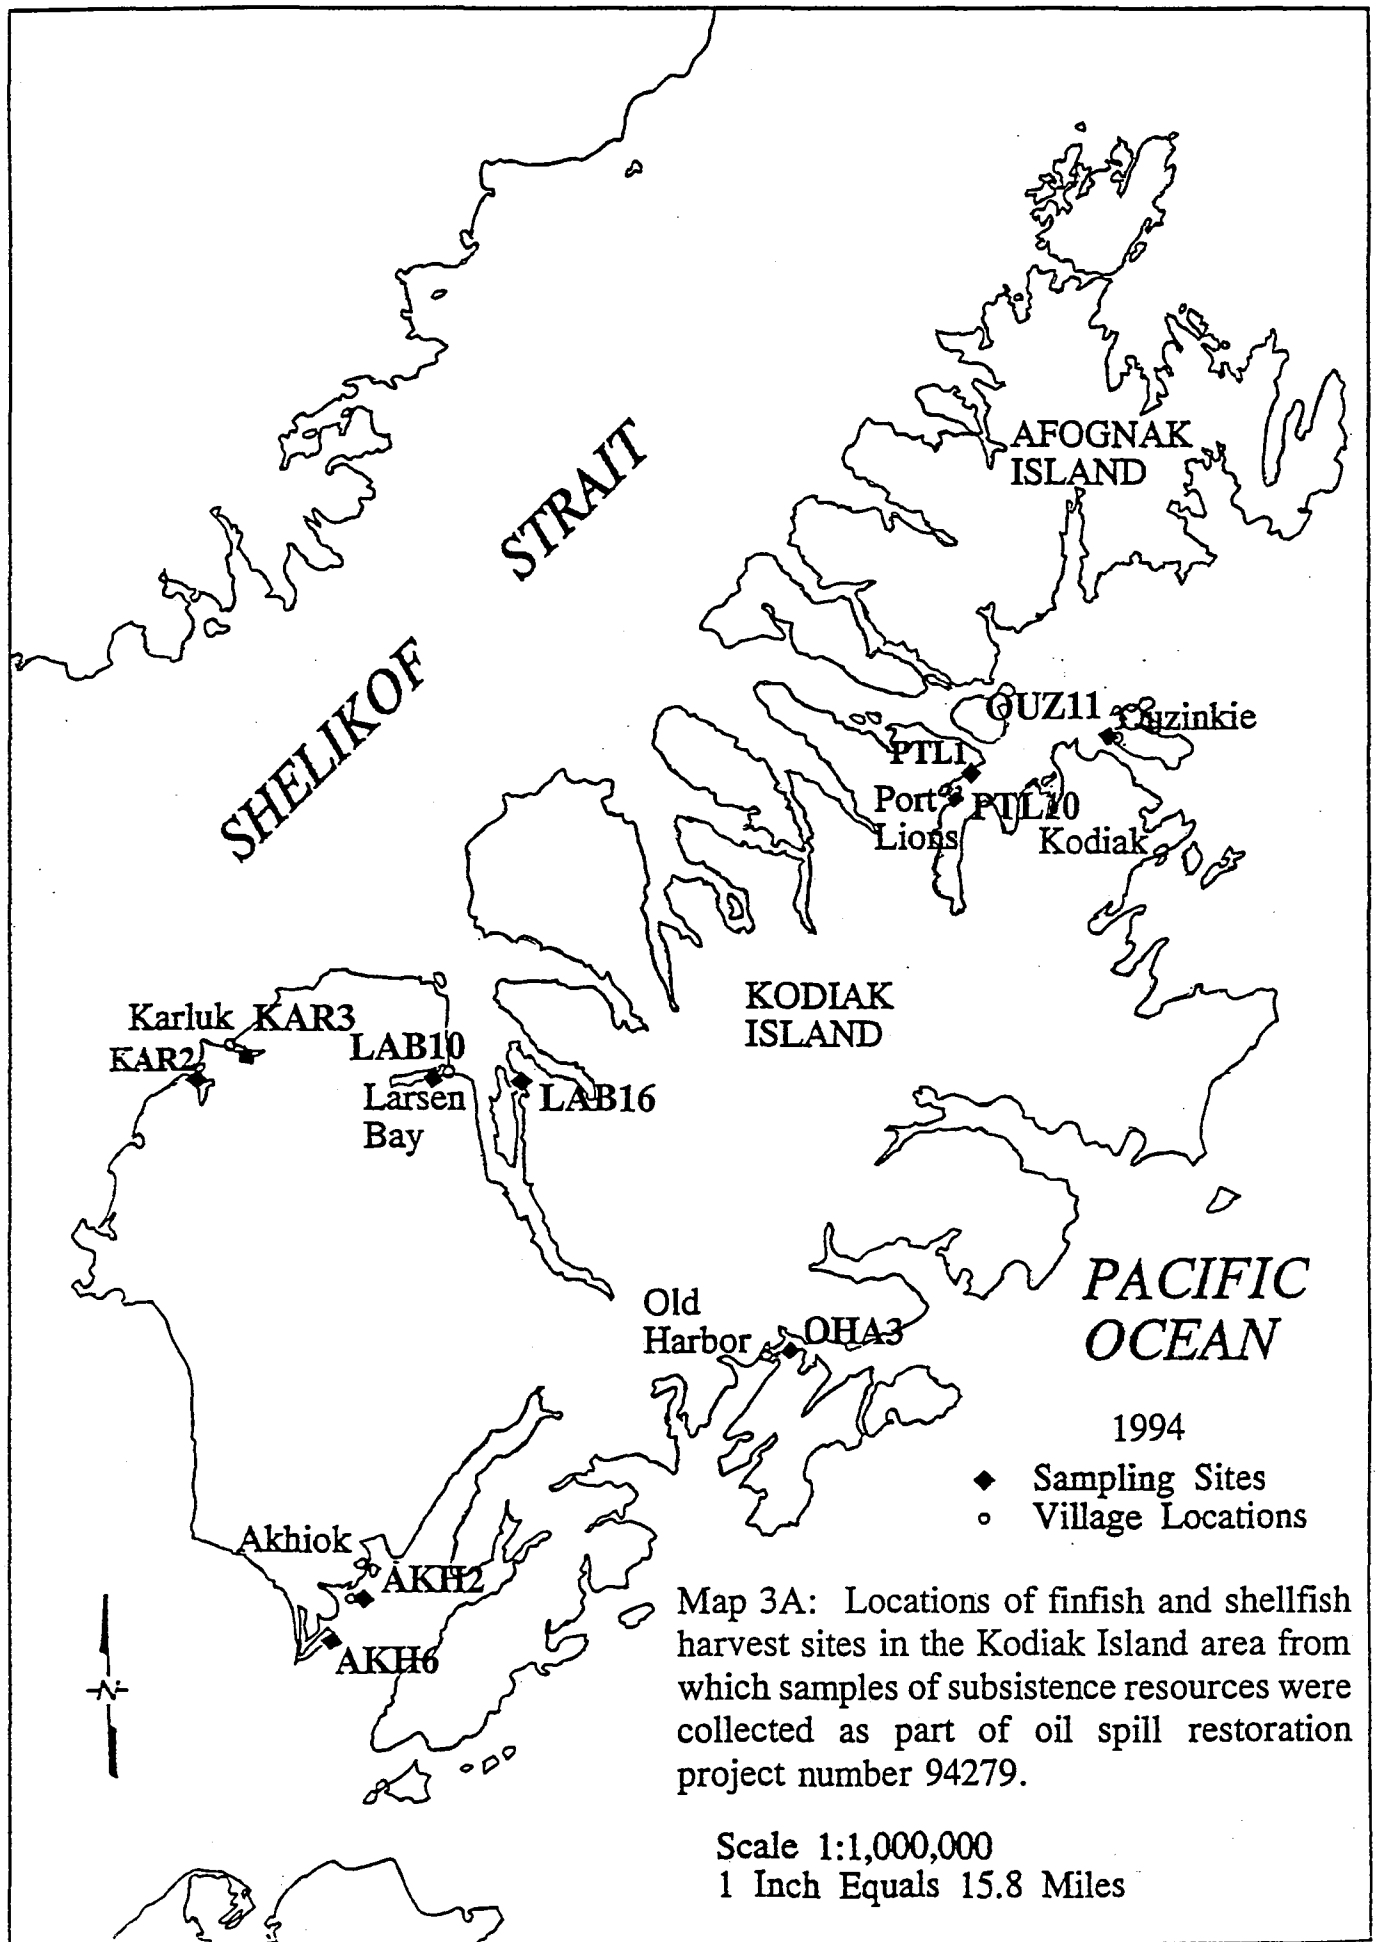 AFOGNAK
ISLAND
STRAIT
SHELIKOF
OUZ11
Ouzinkie
PTL1
Port
Lions
PTL10
Kodiak
KODIAK
ISLAND
Karluk
KAR3
KAR2
LAB10
Larsen
Bay
LAB16
PACIFIC
OCEAN
Old
Harbor
OHA3
1994
Sampling Sites
Village Locations
Akhiok
AKH2
AKH6
N
Map 3A: Locations of finfish and shellfish
harvest sites in the Kodiak Island area from
which samples of subsistence resources were
collected as part of oil spill restoration
project number 94279.
Scale 1:1,000,000
1 Inch Equals 15.8 Miles